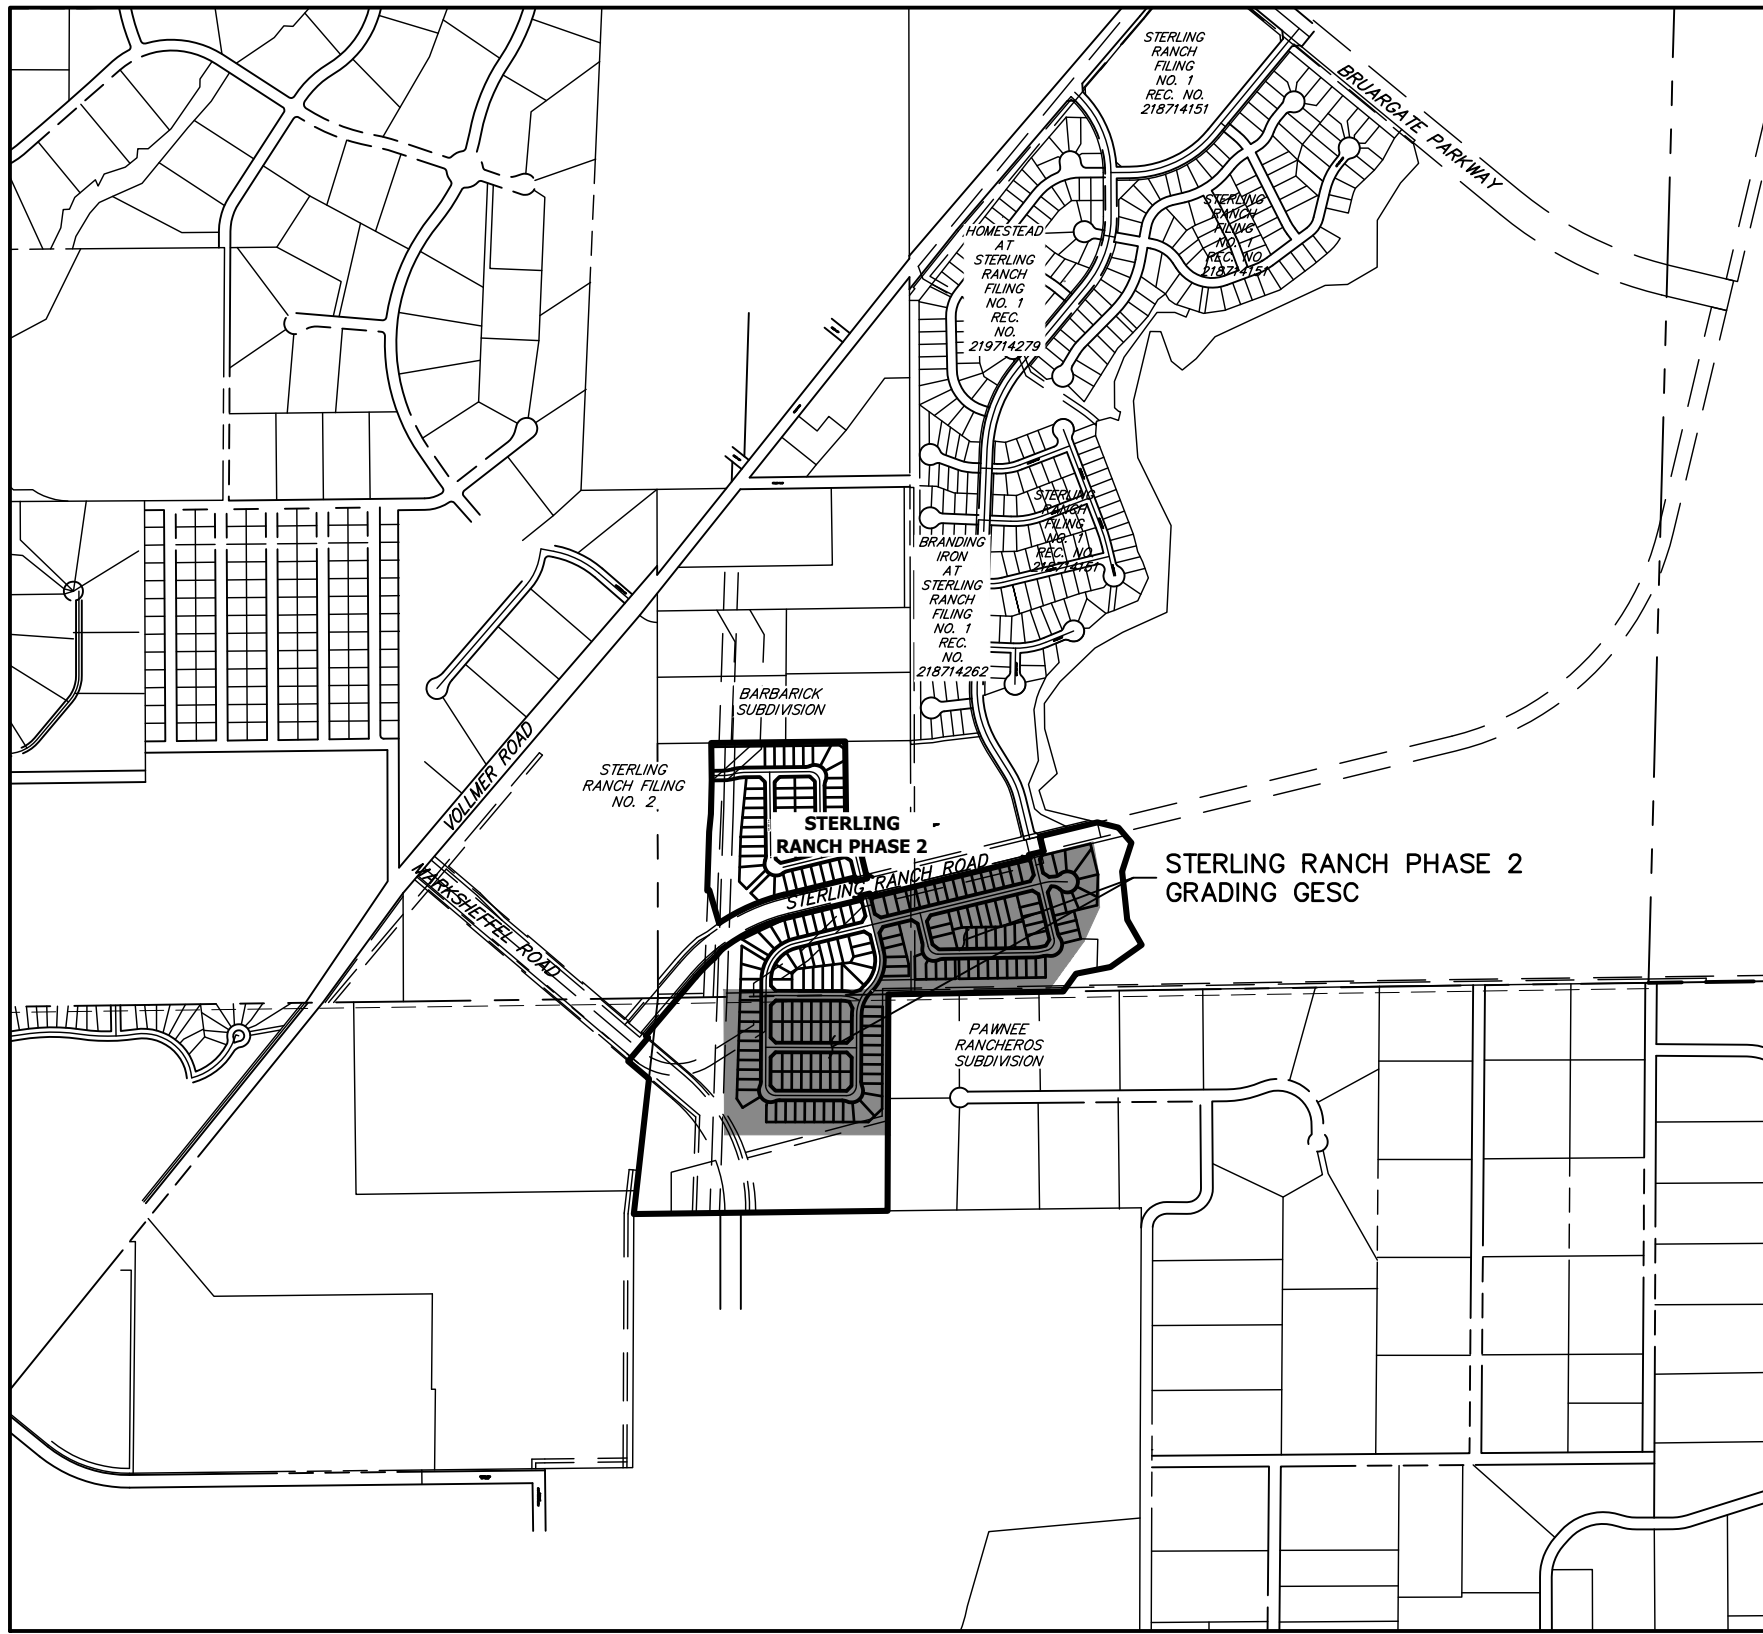 STERLING
RANCH
FILING
NO. 1
REC. NO.
218714151
BRUARGATE PARKWAY
STERLING
RANCH
FILING
NO. 1
REC. NO.
218714151
HOMESTEAD
AT
STERLING
RANCH
FILING
NO. 1
REC.
NO.
219714279
STERLING
RANCH
FILING
NO. 1
REC. NO.
218714151
BRANDING
IRON
AT
STERLING
RANCH
FILING
NO. 1
REC.
NO.
218714262
BARBARICK
SUBDIVISION
VOLLMER ROAD
STERLING
RANCH FILING
NO. 2
STERLING
RANCH PHASE 2
STERLING RANCH ROAD
STERLING RANCH PHASE 2
GRADING GESC
MARKSHEFFEL ROAD
PAWNEE
RANCHEROS
SUBDIVISION